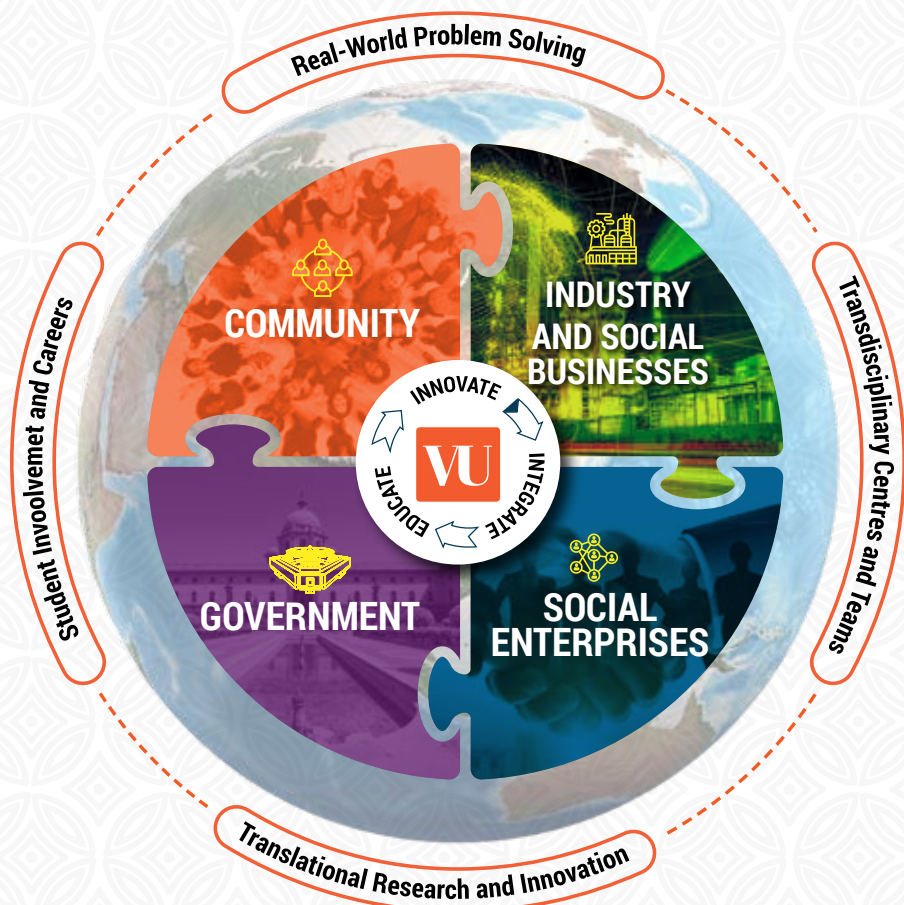 Real-World Problem Solving
COMMUNITY
INDUSTRY
AND SOCIAL
BUSINESSES
Student Invoolvemet and Careers
Transdisciplinary Centres and Teams
INNOVATE
INTEGRATE
EDUCATE
VU
GOVERNMENT
SOCIAL
ENTERPRISES
Translational Research and Innovation